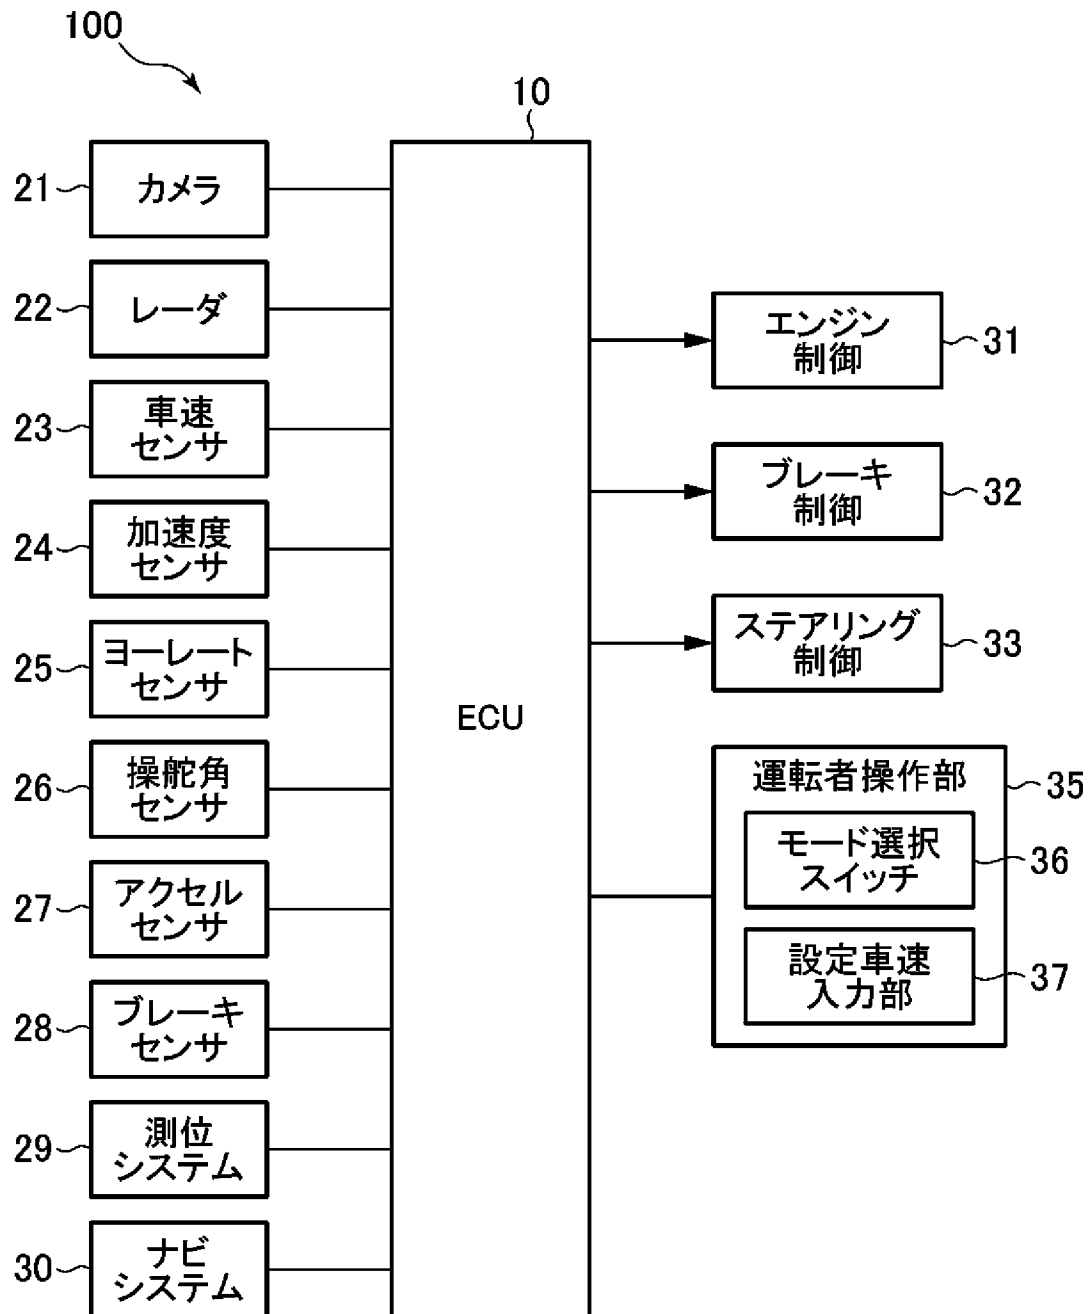 100
10
21
カメラ
22
レーダ
23
車速
センサ
24
加速度
センサ
25
ヨーレート
センサ
26
操舵角
センサ
27
アクセル
センサ
28
ブレーキ
センサ
29
測位
システム
30
ナビ
システム
ECU
エンジン
制御
31
ブレーキ
制御
32
ステアリング
制御
33
運転者操作部
35
モード選択
スイッチ
36
設定車速
入力部
37